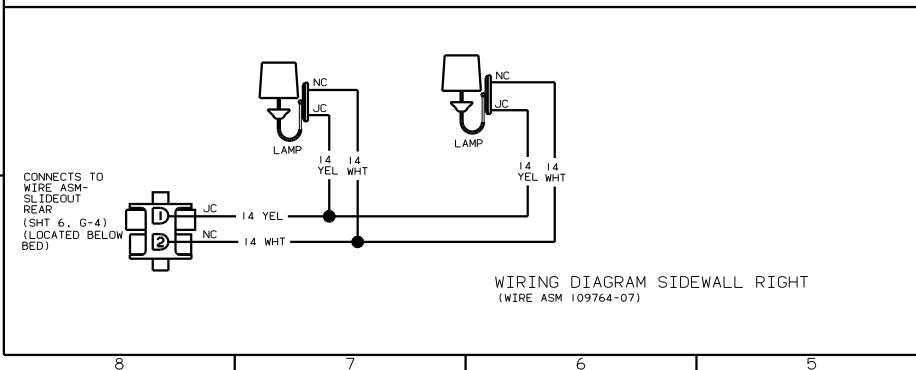 NC
JC
LAMP
14
YEL
14
WHT
NC
JC
LAMP
14
YEL
14
WHT
CONNECTS TO
WIRE ASM-
SLIDEOUT
REAR
(SHT 6, G-4)
(LOCATED BELOW
BED)
1
JC
14 YEL
2
NC
14 WHT
WIRING DIAGRAM SIDEWALL RIGHT
(WIRE ASM 109764-07)
8
7
6
5